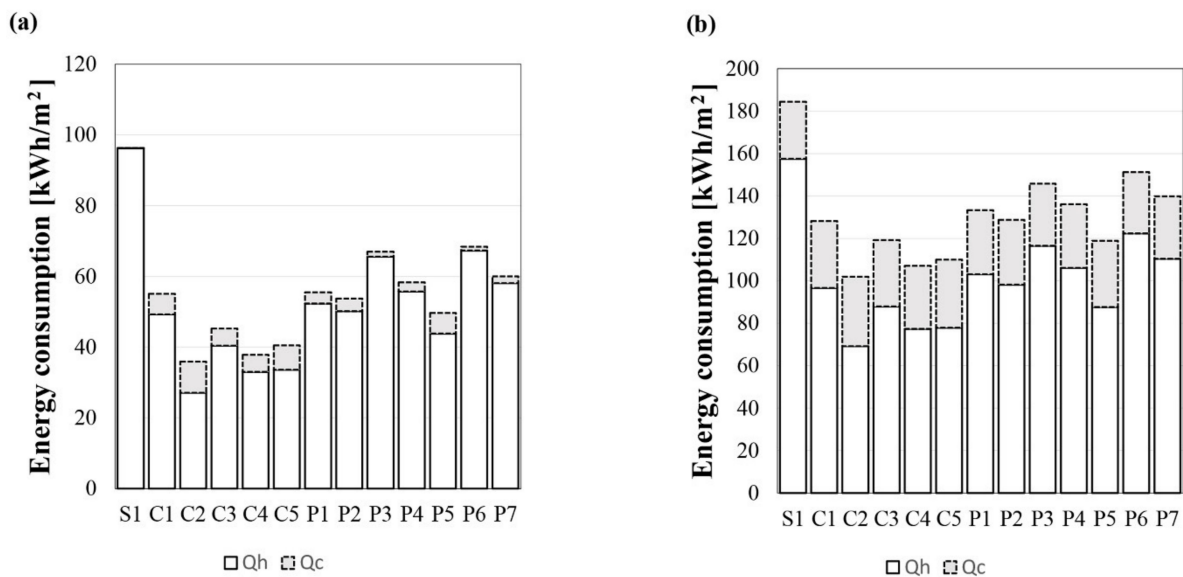 (a)
Energy consumption [kWh/m²]
120
100
80
60
40
20
0
S1 C1 C2 C3 C4 C5 P1 P2 P3 P4 P5 P6 P7
Qh Qc
(b)
Energy consumption [kWh/m²]
200
180
160
140
120
100
80
60
40
20
0
S1 C1 C2 C3 C4 C5 P1 P2 P3 P4 P5 P6 P7
Qh Qc